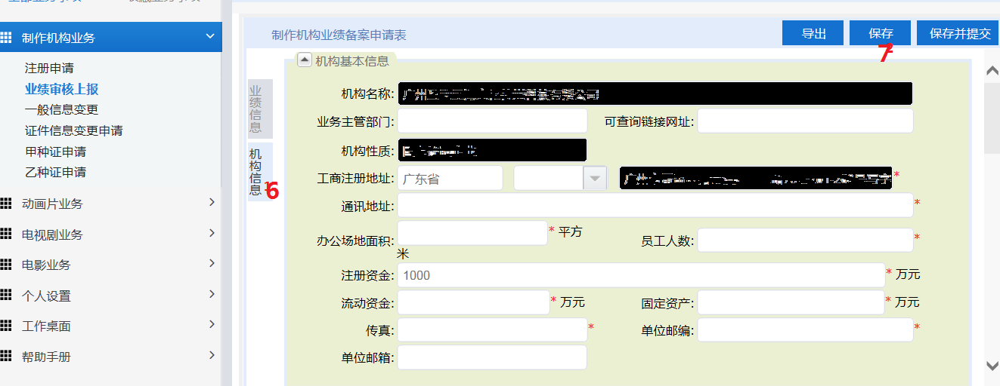 制作机构业务
注册申请
业绩审核上报
一般信息变更
证件信息变更申请
甲种证申请
乙种证申请
动画片业务
电视剧业务
电影业务
个人设置
工作桌面
帮助手册
制作机构业绩备案申请表
导出
保存
保存并提交
7
业绩信息
机构信息
6
机构基本信息
机构名称:
业务主管部门:
可查询链接网址:
机构性质:
工商注册地址: 广东省 *
通讯地址: *
办公场地面积: * 平方
米
员工人数: *
注册资金: 1000 * 万元
流动资金: * 万元
固定资产: * 万元
传真: *
单位邮编: *
单位邮箱: